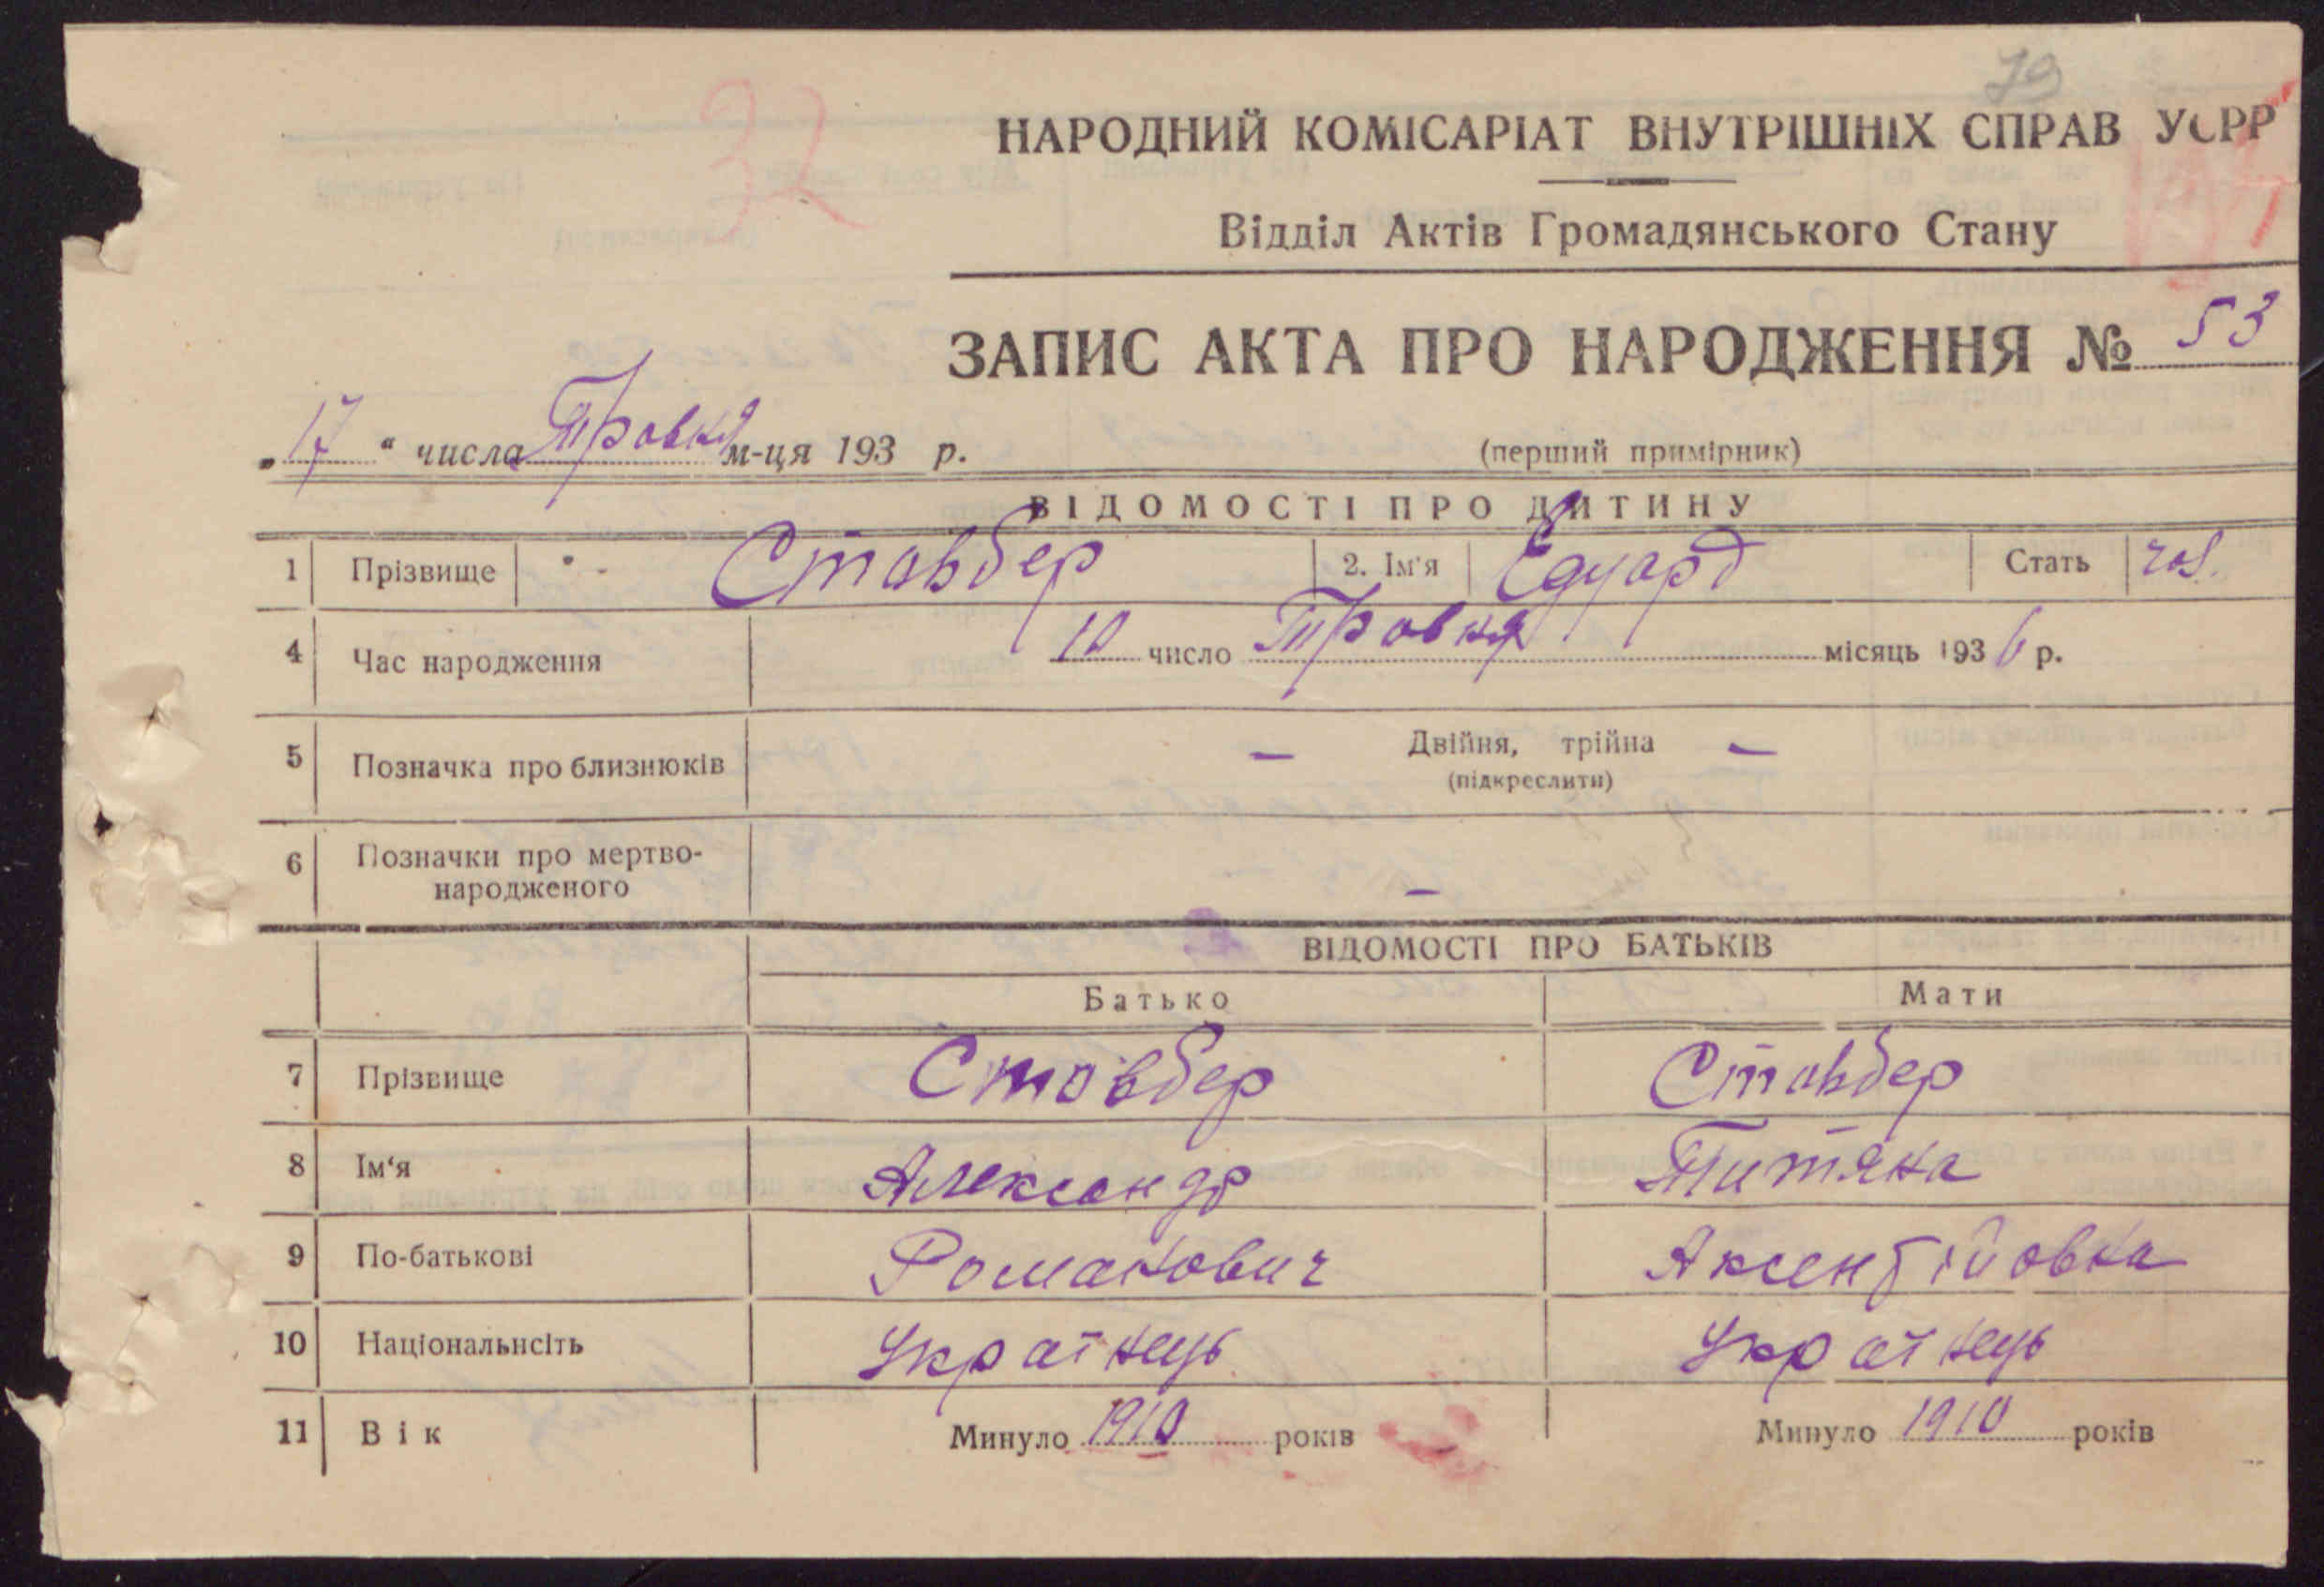 79
32
НАРОДНИЙ КОМІСАРІАТ ВНУТРІШНІХ СПРАВ УСРР
Відділ Актів Громадянського Стану
ЗАПИС АКТА ПРО НАРОДЖЕННЯ № 53
„17" числа Травня м-ця 193 р. (перший примірник)
ВІДОМОСТІ ПРО ДИТИНУ
1 Прізвище Ставбер 2. Ім'я Едуард Стать чол.
4 Час народження 10 число Травня місяць 1936 р.
5 Позначка про близнюків — Двійня, трійна —
(підкреслити)
6 Позначки про мертво-
народженого —
ВІДОМОСТІ ПРО БАТЬКІВ
Батько Мати
7 Прізвище Ставбер Ставбер
8 Ім'я Александр Титяна
9 По-батькові Романович Аксентійовна
10 Національнсіть Українець Українець
11 Вік Минуло 1910 років Минуло 1910 років